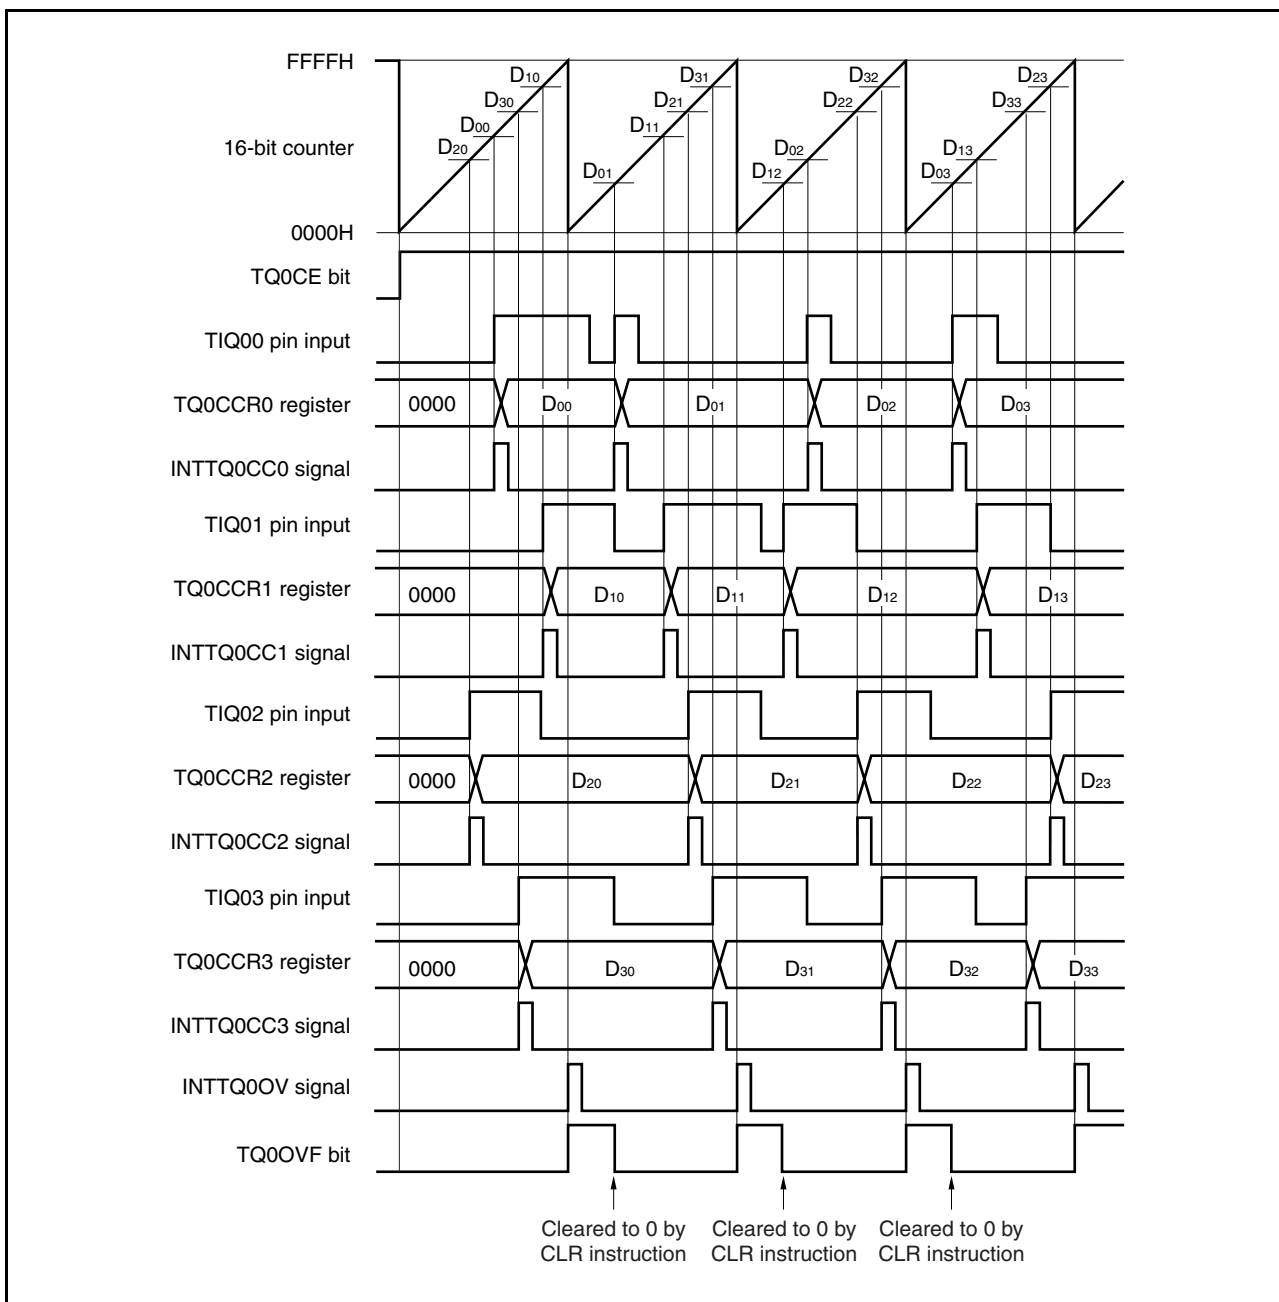 FFFFH
D10
D31
D32
D23
D30
D21
D22
D33
D00
D11
D02
D13
D20
D01
D12
D03
16-bit counter
0000H
TQ0CE bit
TIQ00 pin input
TQ0CCR0 register 0000 D00 D01 D02 D03
INTTQ0CC0 signal
TIQ01 pin input
TQ0CCR1 register 0000 D10 D11 D12 D13
INTTQ0CC1 signal
TIQ02 pin input
TQ0CCR2 register 0000 D20 D21 D22 D23
INTTQ0CC2 signal
TIQ03 pin input
TQ0CCR3 register 0000 D30 D31 D32 D33
INTTQ0CC3 signal
INTTQ0OV signal
TQ0OVF bit
Cleared to 0 by
CLR instruction
Cleared to 0 by
CLR instruction
Cleared to 0 by
CLR instruction